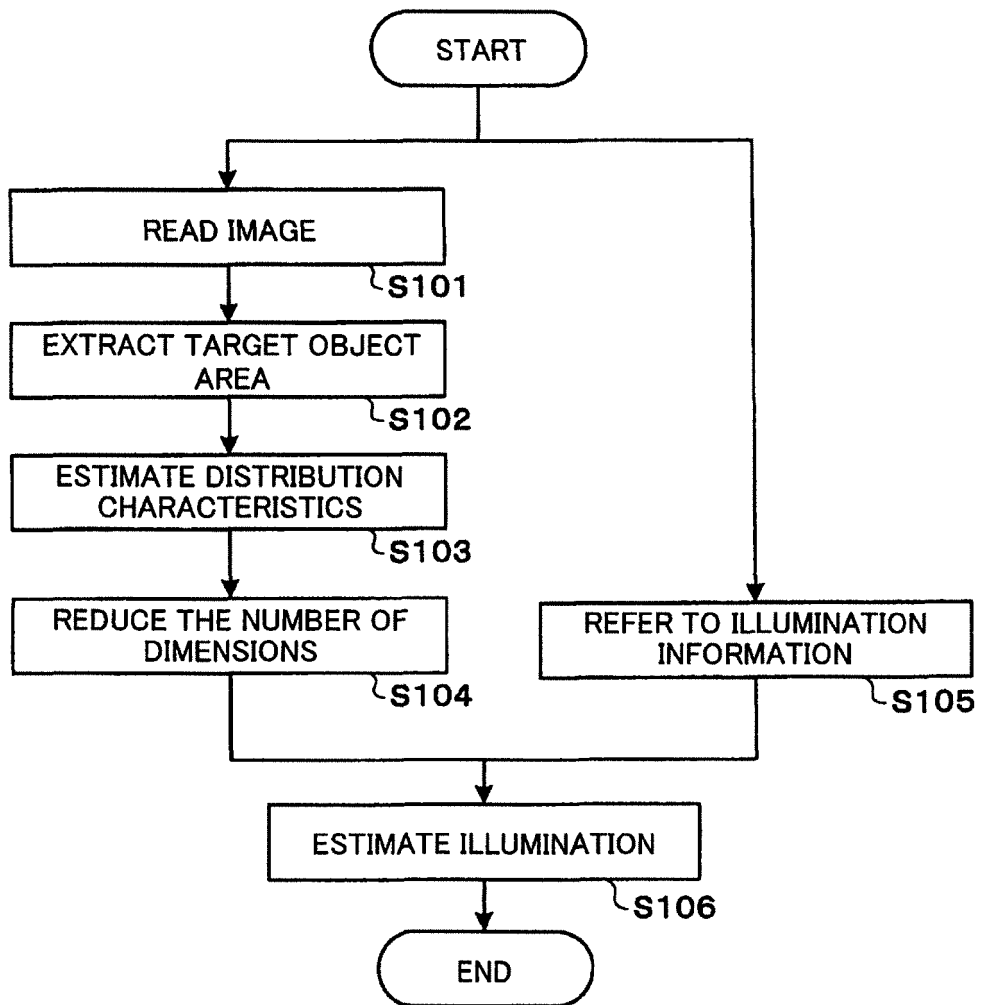 START
READ IMAGE
S101
EXTRACT TARGET OBJECT
AREA
S102
ESTIMATE DISTRIBUTION
CHARACTERISTICS
S103
REDUCE THE NUMBER OF
DIMENSIONS
S104
REFER TO ILLUMINATION
INFORMATION
S105
ESTIMATE ILLUMINATION
S106
END